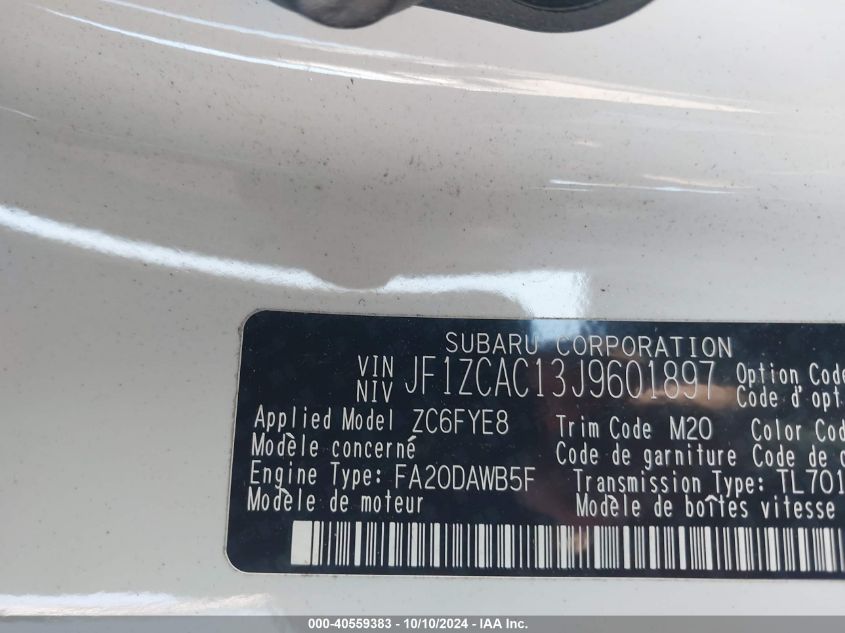 SUBARU CORPORATION
VIN
NIV JF1ZCAC13J9601897 Option Code
Code d'opt
Applied Model ZC6FYE8 Trim Code M20 Color Cod
Modèle concerné Code de garniture Code de c
Engine Type: FA20DAWB5F Transmission Type: TL701
Modèle de moteur Modèle de boîtes vitesse
000-40559383 - 10/10/2024 - IAA Inc.